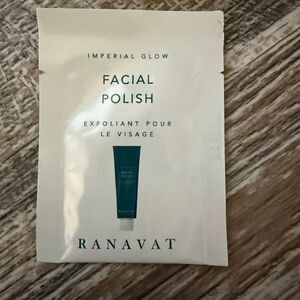 IMPERIAL GLOW
FACIAL
POLISH
EXFOLIANT POUR
LE VISAGE
RANAVAT